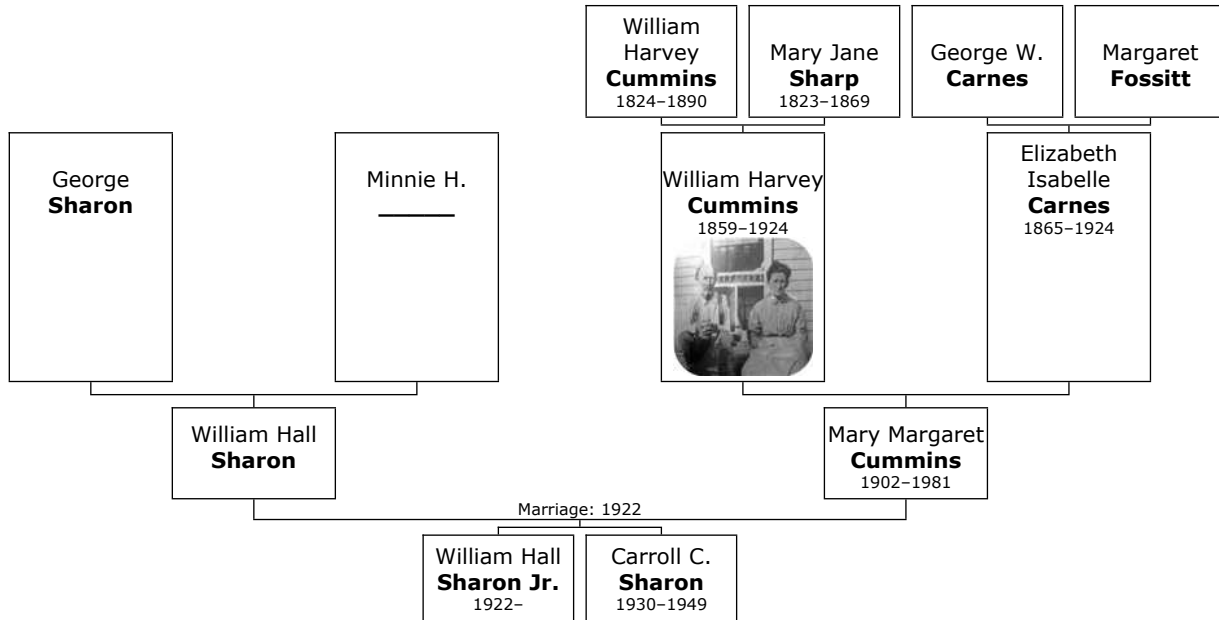 William
Harvey
Cummins
1824–1890
Mary Jane
Sharp
1823–1869
George W.
Carnes
Margaret
Fossitt
George
Sharon
Minnie H.
William Harvey
Cummins
1859–1924
Elizabeth
Isabelle
Carnes
1865–1924
William Hall
Sharon
Mary Margaret
Cummins
1902–1981
Marriage: 1922
William Hall
Sharon Jr.
1922–
Carroll C.
Sharon
1930–1949